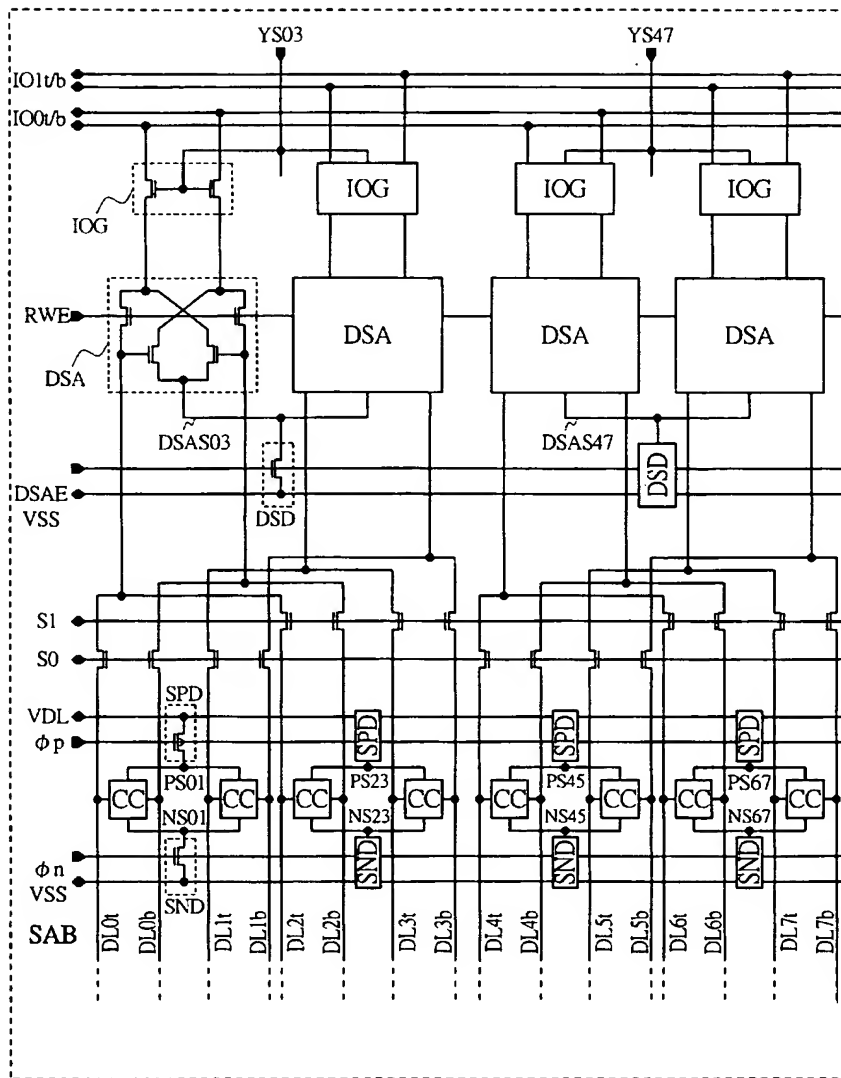 YS03 YS47
IO1t/b
IO0t/b
IOG IOG IOG
IOG
RWE DSA DSA DSA
DSA
DSAS03 DSAS47
DSD
DSAE
VSS DSD
S1
S0
SPD
VDL SPD SPD SPD
ϕp
PS01 PS23 PS45 PS67
CC CC CC CC CC CC CC CC
NS01 NS23 NS45 NS67
SND SND SND
ϕn
VSS SND
SAB DL0t DL0b DL1t DL1b DL2t DL2b DL3t DL3b DL4t DL4b DL5t DL5b DL6t DL6b DL7t DL7b